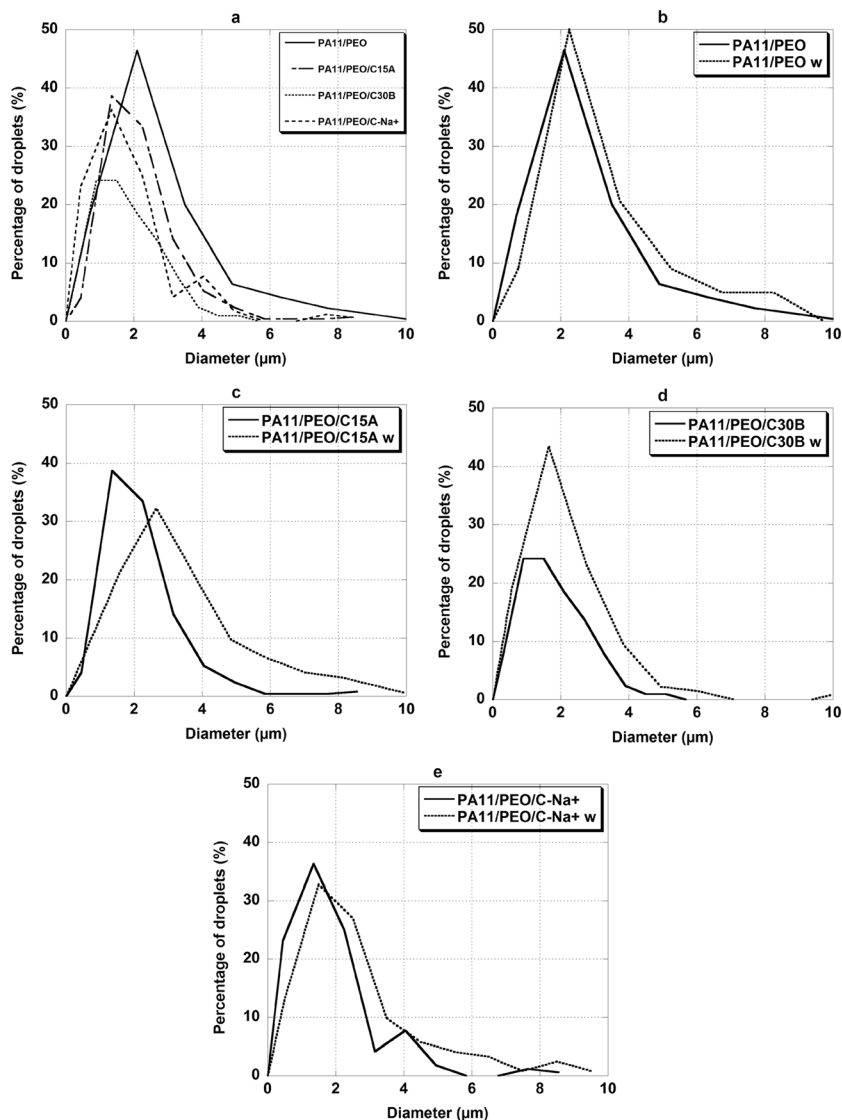 a
50
40
30
20
10
0
Percentage of droplets (%)
PA11/PEO
PA11/PEO/C15A
PA11/PEO/C30B
PA11/PEO/C-Na+
0 2 4 6 8 10
Diameter (µm)
b
50
40
30
20
10
0
Percentage of droplets (%)
PA11/PEO
PA11/PEO w
0 2 4 6 8 10
Diameter (µm)
c
50
40
30
20
10
0
Percentage of droplets (%)
PA11/PEO/C15A
PA11/PEO/C15A w
0 2 4 6 8 10
Diameter (µm)
d
50
40
30
20
10
0
Percentage of droplets (%)
PA11/PEO/C30B
PA11/PEO/C30B w
0 2 4 6 8 10
Diameter (µm)
e
50
40
30
20
10
0
Percentage of droplets (%)
PA11/PEO/C-Na+
PA11/PEO/C-Na+ w
0 2 4 6 8 10
Diameter (µm)